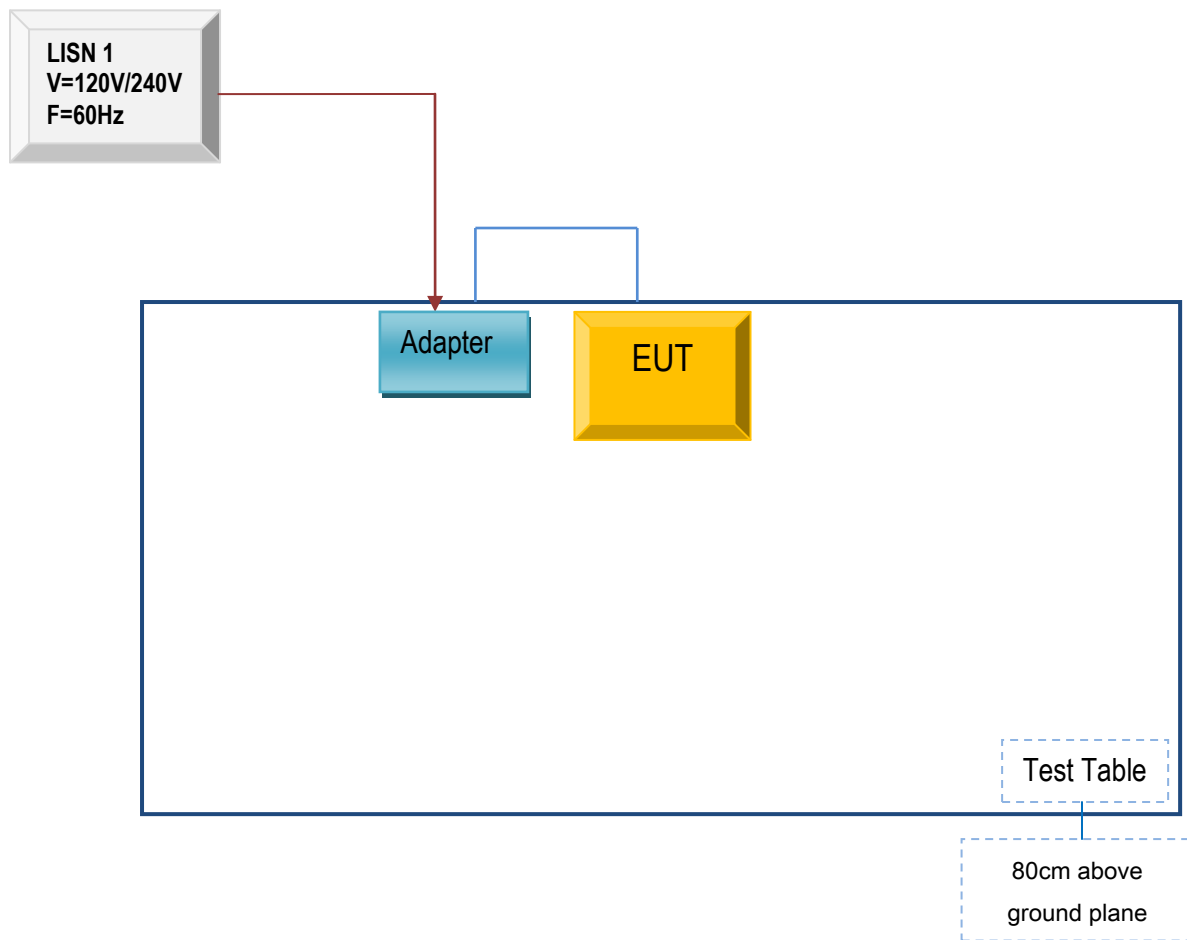 LISN 1
V=120V/240V
F=60Hz
Adapter
EUT
Test Table
80cm above
ground plane